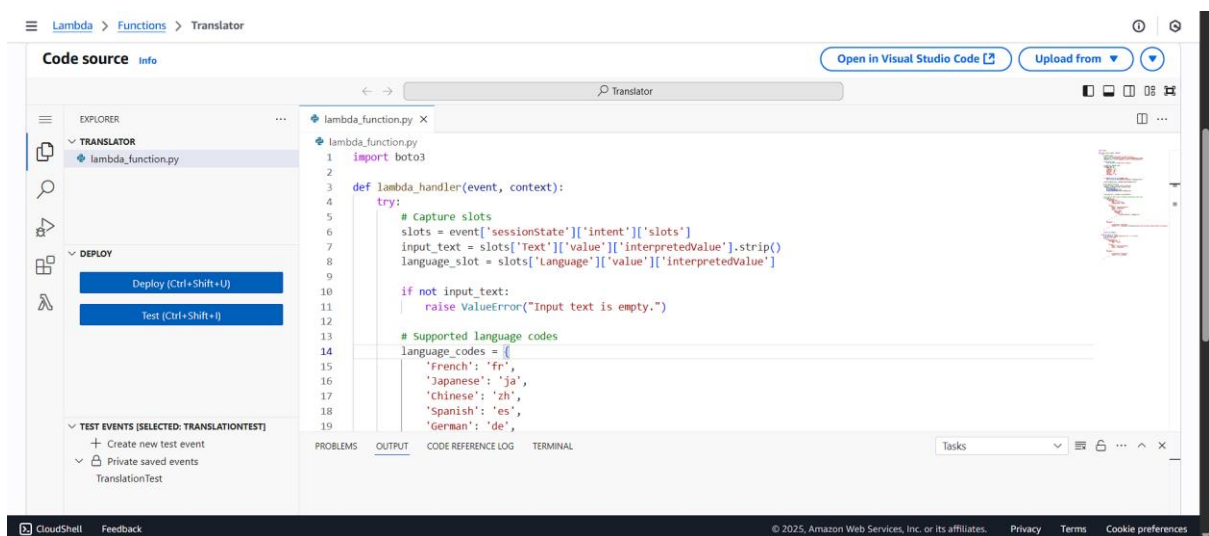 Lambda > Functions > Translator
Code source Info
Open in Visual Studio Code
Upload from
Translator
EXPLORER
TRANSLATOR
lambda_function.py
DEPLOY
Deploy (Ctrl+Shift+U)
Test (Ctrl+Shift+I)
TEST EVENTS [SELECTED: TRANSLATIONTEST]
+ Create new test event
Private saved events
TranslationTest
lambda_function.py
lambda_function.py
1 import boto3
2
3 def lambda_handler(event, context):
4 try:
5 # Capture slots
6 slots = event['sessionState']['intent']['slots']
7 input_text = slots['Text']['value']['interpretedValue'].strip()
8 language_slot = slots['Language']['value']['interpretedValue']
9
10 if not input_text:
11 raise ValueError("Input text is empty.")
12
13 # Supported language codes
14 language_codes = {
15 'French': 'fr',
16 'Japanese': 'ja',
17 'Chinese': 'zh',
18 'Spanish': 'es',
19 'German': 'de',
PROBLEMS OUTPUT CODE REFERENCE LOG TERMINAL
Tasks
CloudShell Feedback
© 2025, Amazon Web Services, Inc. or its affiliates. Privacy Terms Cookie preferences